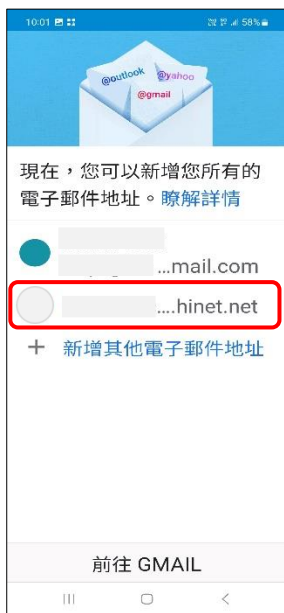 10:01 58%
@outlook @yahoo
@gmail
現在，您可以新增您所有的
電子郵件地址。瞭解詳情
...mail.com
....hinet.net
+ 新增其他電子郵件地址
前往 GMAIL